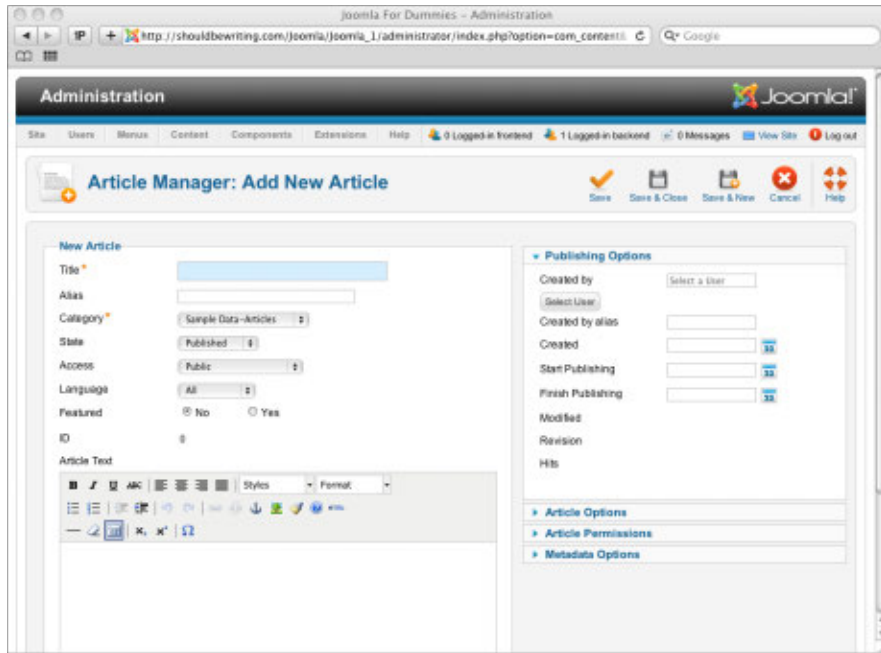 Joomla For Dummies – Administration
http://shouldbewriting.com/Joomla/Joomla_1/administrator/index.php?option=com_content
Google
Administration
Joomla!
Site Users Menus Content Components Extensions Help 0 Logged-in frontend 1 Logged-in backend 0 Messages View Site Log out
Article Manager: Add New Article
Save Save & Close Save & New Cancel Help
New Article
Title *
Alias
Category * Sample Data-Articles
State Published
Access Public
Language All
Featured No Yes
ID 0
Article Text
B I U ABC Styles Format
HTML
x, x² Ω
Publishing Options
Created by Select a User
Select User
Created by alias
Created
Start Publishing
Finish Publishing
Modified
Revision
Hits
Article Options
Article Permissions
Metadata Options